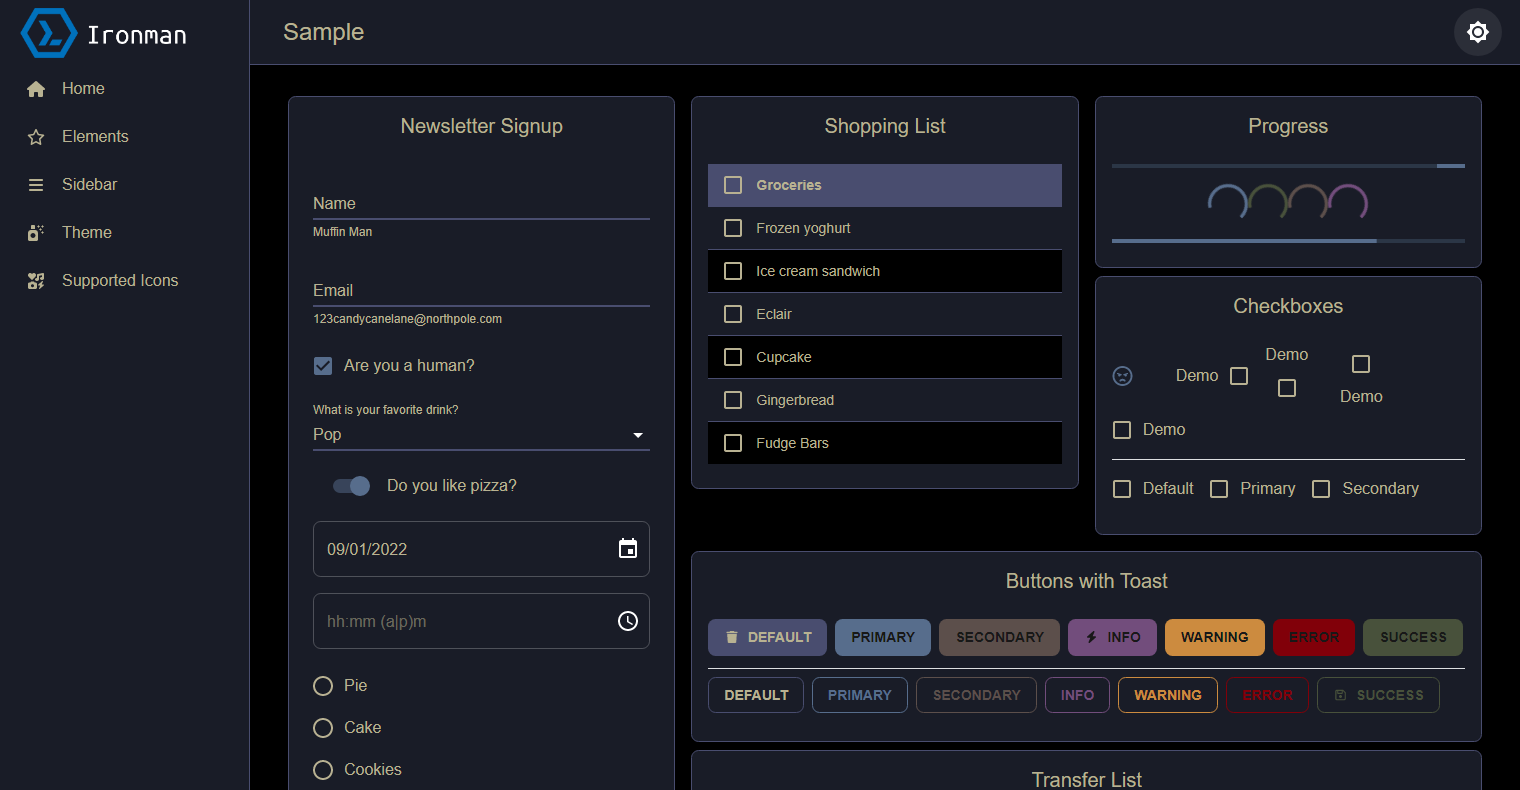 Ironman
Home
Elements
Sidebar
Theme
Supported Icons
Sample
Newsletter Signup
Name
Muffin Man
Email
123candycanelane@northpole.com
Are you a human?
What is your favorite drink?
Pop
Do you like pizza?
09/01/2022
hh:mm (a|p)m
Pie
Cake
Cookies
Shopping List
Groceries
Frozen yoghurt
Ice cream sandwich
Eclair
Cupcake
Gingerbread
Fudge Bars
Progress
Checkboxes
Demo
Demo
Demo
Demo
Default Primary Secondary
Buttons with Toast
DEFAULT PRIMARY SECONDARY INFO WARNING ERROR SUCCESS
DEFAULT PRIMARY SECONDARY INFO WARNING ERROR SUCCESS
Transfer List